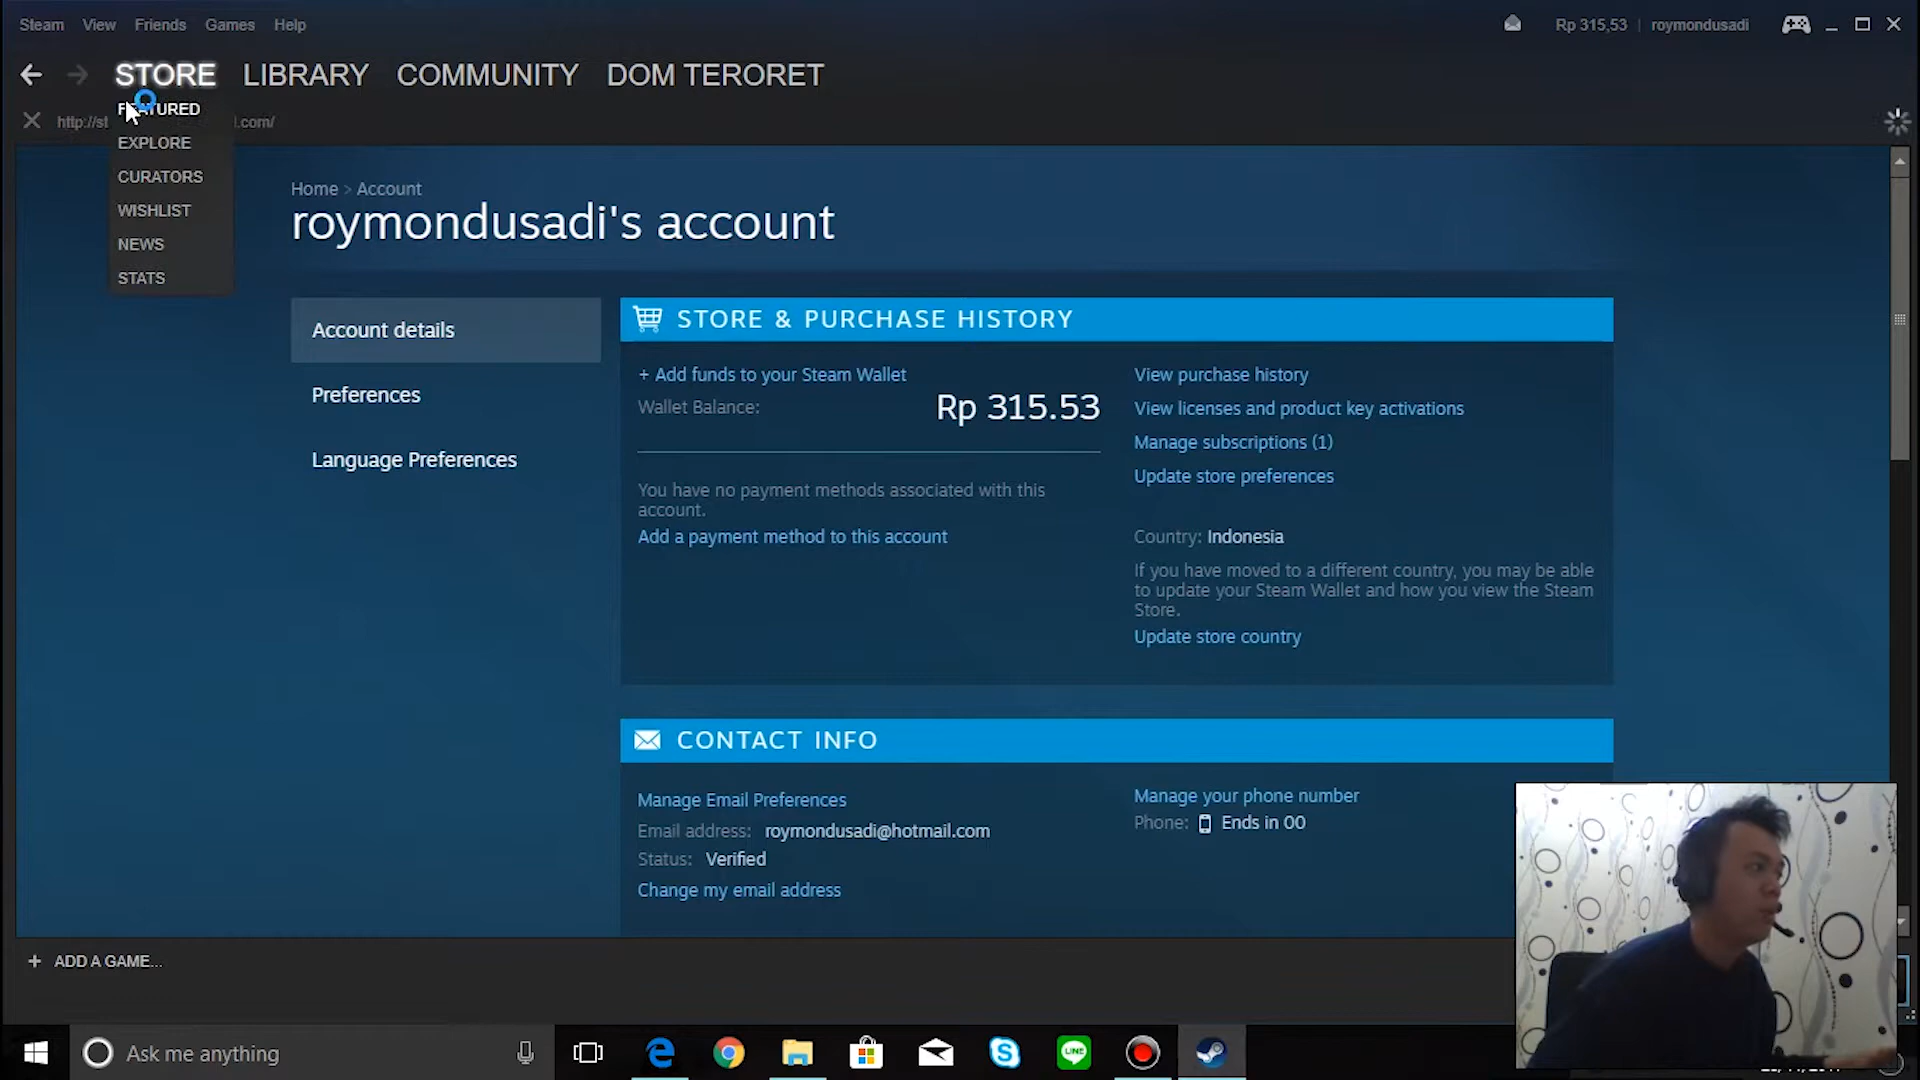 Steam View Friends Games Help
Rp 315,53 | roymondusadi
STORE LIBRARY COMMUNITY DOM TERORET
http://st .com/
FEATURED
EXPLORE
CURATORS
WISHLIST
NEWS
STATS
Home > Account
roymondusadi's account
Account details
Preferences
Language Preferences
STORE & PURCHASE HISTORY
+ Add funds to your Steam Wallet
Wallet Balance: Rp 315.53
You have no payment methods associated with this
account.
Add a payment method to this account
View purchase history
View licenses and product key activations
Manage subscriptions (1)
Update store preferences
Country: Indonesia
If you have moved to a different country, you may be able
to update your Steam Wallet and how you view the Steam
Store.
Update store country
CONTACT INFO
Manage Email Preferences
Email address: roymondusadi@hotmail.com
Status: Verified
Change my email address
Manage your phone number
Phone: Ends in 00
+ ADD A GAME...
Ask me anything
LINE